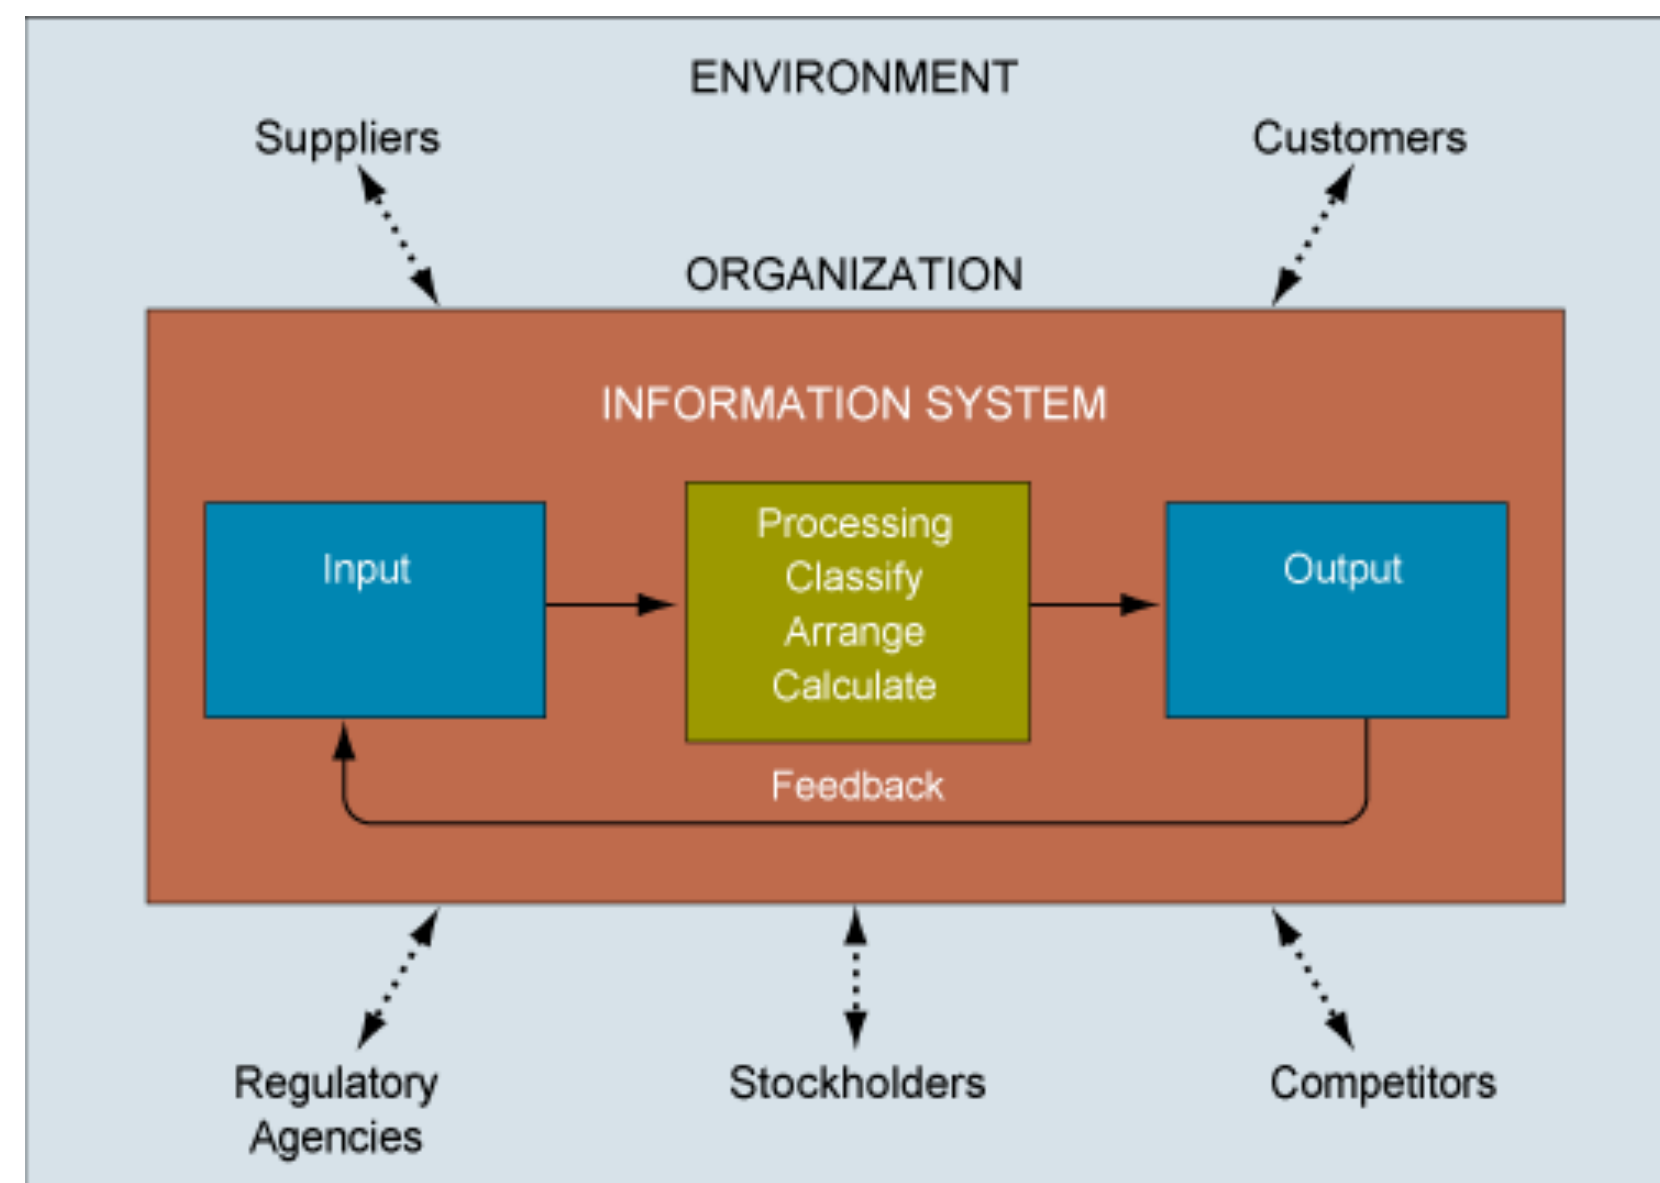 ENVIRONMENT
Suppliers
Customers
ORGANIZATION
INFORMATION SYSTEM
Input
Processing
Classify
Arrange
Calculate
Output
Feedback
Regulatory
Agencies
Stockholders
Competitors